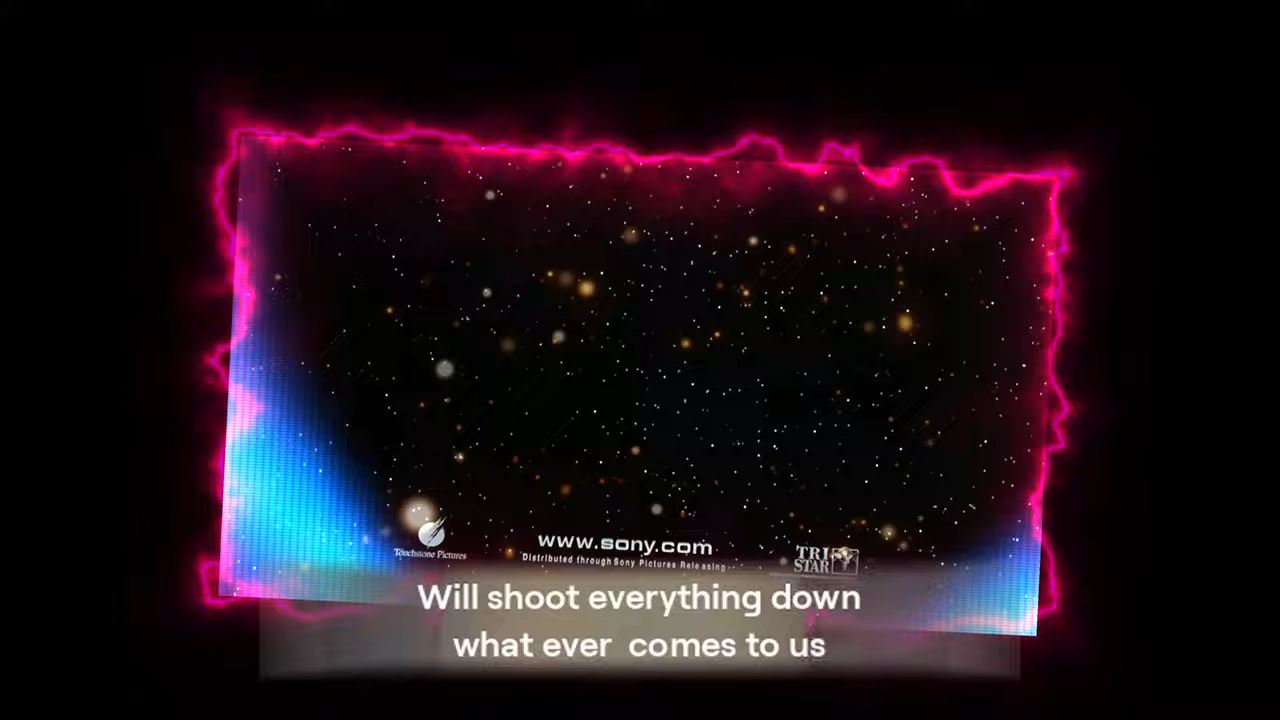 www.sony.com
Touchstone Pictures
Distributed through Sony Pictures Releasing
TRI
STAR
Will shoot everything down
what ever  comes to us